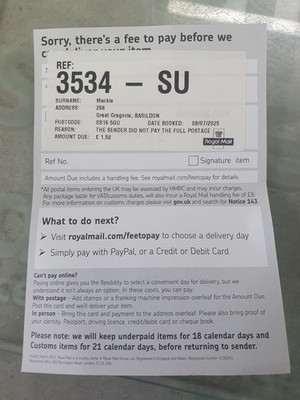 Sorry, there's a fee to pay before we
REF:
3534 – SU
SURNAME: Mackie
ADDRESS: 296
Great Gregorie, BASILDON
POSTCODE: SS16 5QU DATE BOOKED: 08/07/2025
REASON: THE SENDER DID NOT PAY THE FULL POSTAGE
AMOUNT DUE: £ 1.50
Royal Mail
Ref No. Signature item
Amount Due includes a handling fee. See royalmail.com/feetopay for details
*All postal items entering the UK may be assessed by HMRC and may incur charges.
Any package liable for VAT/customs duties, will also incur a Royal Mail handling fee of £8.
For more information on customs charges please visit gov.uk and search for Notice 143
What to do next?
Visit royalmail.com/feetopay to choose a delivery day
Simply pay with PayPal, or a Credit or Debit Card
Can't pay online?
Paying online gives you the flexibility to select a convenient day for delivery, but we
understand it isn't always an option. In these cases, you can pay:
With postage - Add stamps or a franking machine impression overleaf for the Amount Due.
Post this card and we'll deliver your item.
In person - Bring this card and payment to the address overleaf. Please also bring proof of
your identity. Passport, driving licence, credit/debit card or cheque book.
Please note: we will keep underpaid items for 18 calendar days and
Customs items for 21 calendar days, before returning to sender.